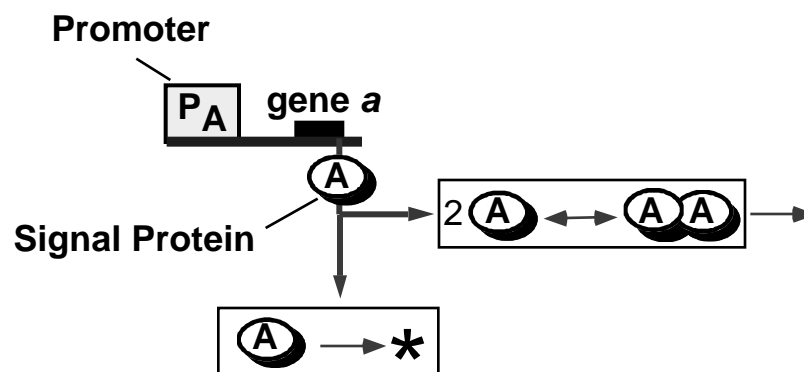 Promoter
PA
gene a
A
Signal Protein
2 A A A
A *